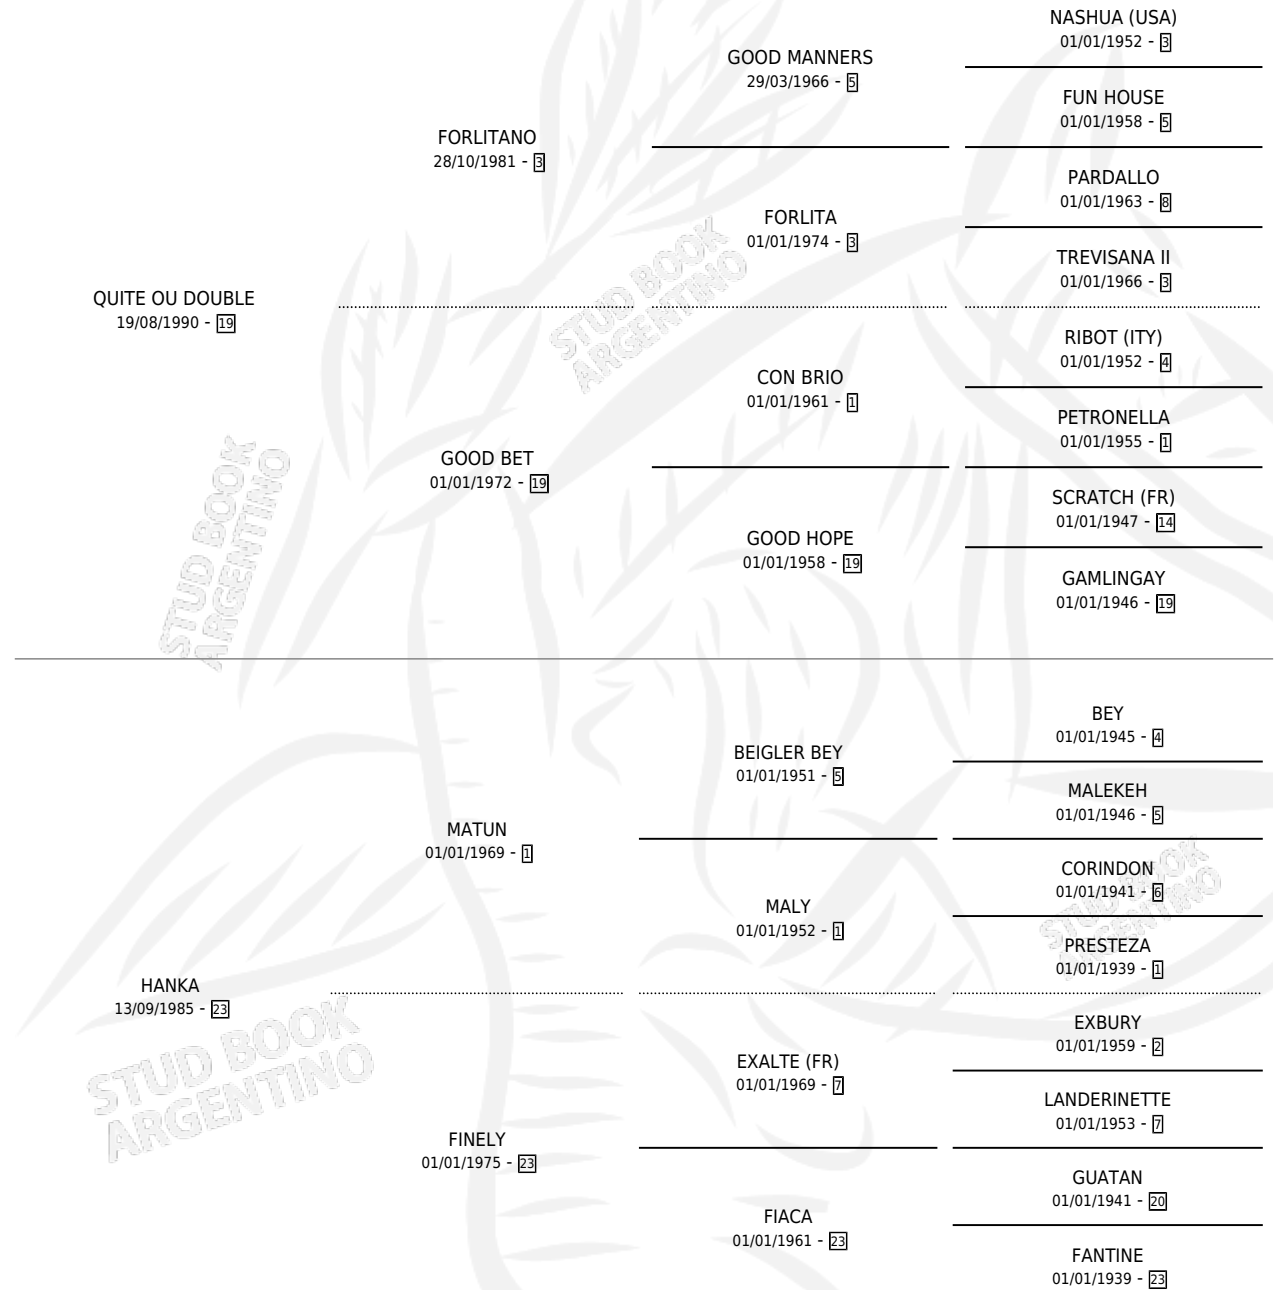 NASHUA (USA)
01/01/1952 - 3
GOOD MANNERS
29/03/1966 - 5
FUN HOUSE
01/01/1958 - 5
FORLITANO
28/10/1981 - 3
PARDALLO
01/01/1963 - 8
FORLITA
01/01/1974 - 3
TREVISANA II
01/01/1966 - 3
QUITE OU DOUBLE
19/08/1990 - 19
RIBOT (ITY)
01/01/1952 - 4
CON BRIO
01/01/1961 - 1
PETRONELLA
01/01/1955 - 1
GOOD BET
01/01/1972 - 19
SCRATCH (FR)
01/01/1947 - 14
GOOD HOPE
01/01/1958 - 19
GAMLINGAY
01/01/1946 - 19
BEY
01/01/1945 - 4
BEIGLER BEY
01/01/1951 - 5
MALEKEH
01/01/1946 - 5
MATUN
01/01/1969 - 1
CORINDON
01/01/1941 - 6
MALY
01/01/1952 - 1
PRESTEZA
01/01/1939 - 1
HANKA
13/09/1985 - 23
EXBURY
01/01/1959 - 2
EXALTE (FR)
01/01/1969 - 7
LANDERINETTE
01/01/1953 - 7
FINELY
01/01/1975 - 23
GUATAN
01/01/1941 - 20
FIACA
01/01/1961 - 23
FANTINE
01/01/1939 - 23
STUD BOOK
ARGENTINO
STUD BOOK
ARGENTINO
STUD BOOK
ARGENTINO
STUD BOOK
ARGENTINO